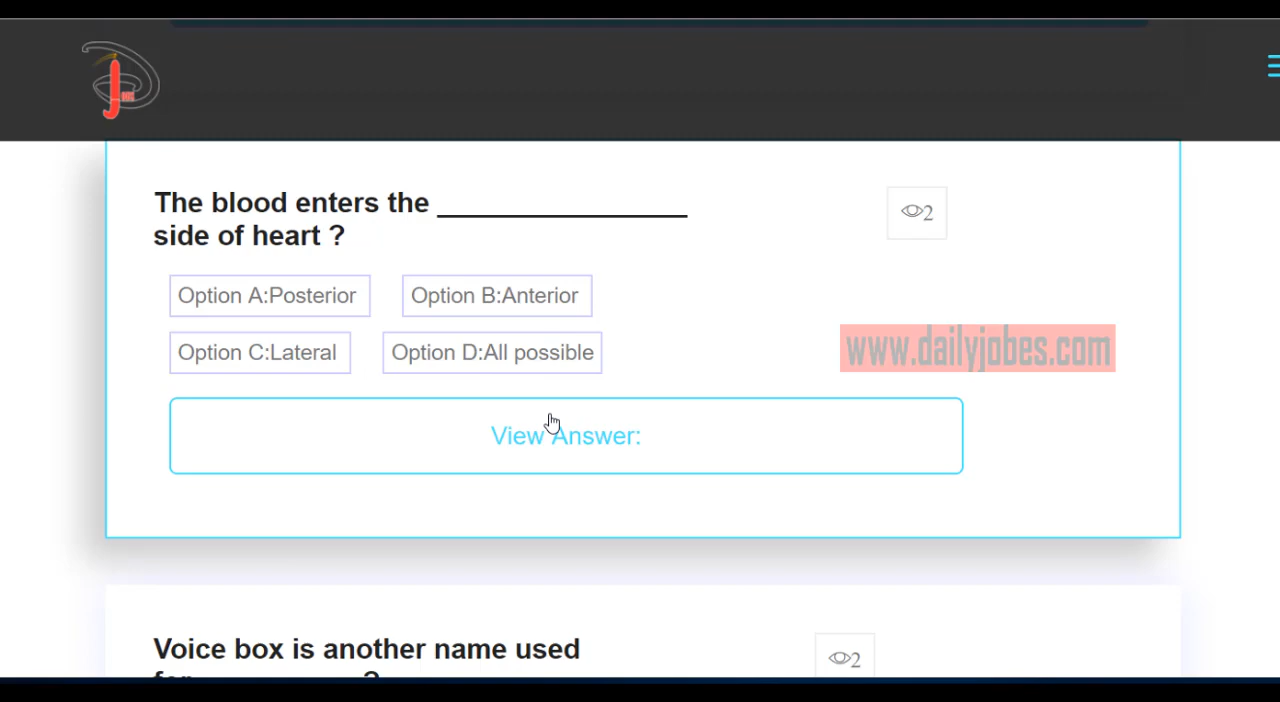 The blood enters the ________________
side of heart ?
2
Option A:Posterior
Option B:Anterior
Option C:Lateral
Option D:All possible
www.dailyjobes.com
View Answer:
Voice box is another name used
2